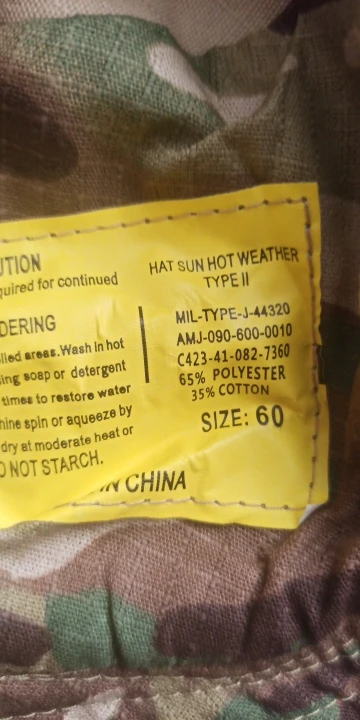 UTION
quired for continued
DERING
lled areas.Wash in hot
ing soap or detergent
times to restore water
hine spin or aqueeze by
dry at moderate heat or
O NOT STARCH.
HAT SUN HOT WEATHER
TYPE II
MIL-TYPE-J-44320
AMJ-090-600-0010
C423-41-082-7360
65% POLYESTER
35% COTTON
SIZE: 60
IN CHINA